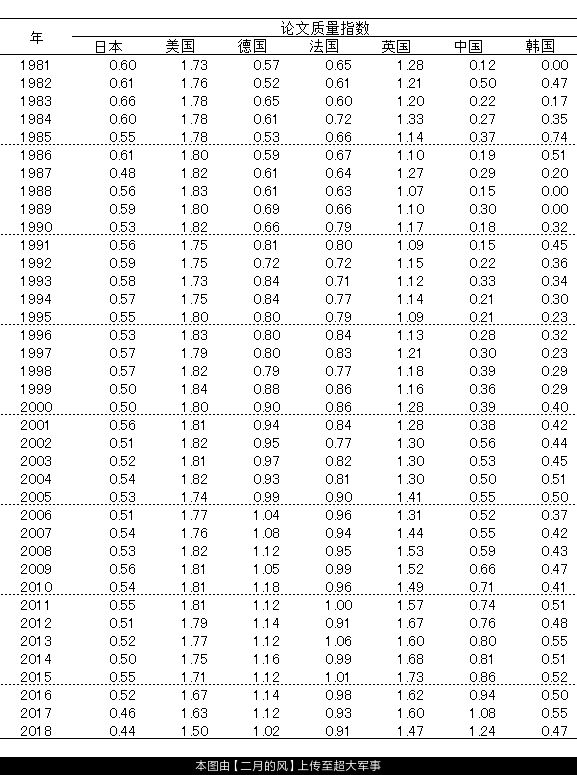 论文质量指数
年
日本 美国 德国 法国 英国 中国 韩国
1981 0.60 1.73 0.57 0.65 1.28 0.12 0.00
1982 0.61 1.76 0.52 0.61 1.21 0.50 0.47
1983 0.66 1.78 0.65 0.60 1.20 0.22 0.17
1984 0.60 1.78 0.61 0.72 1.33 0.27 0.35
1985 0.55 1.78 0.53 0.66 1.14 0.37 0.74
1986 0.61 1.80 0.59 0.67 1.10 0.19 0.51
1987 0.48 1.82 0.61 0.64 1.27 0.29 0.20
1988 0.56 1.83 0.61 0.63 1.07 0.15 0.00
1989 0.59 1.80 0.69 0.66 1.10 0.30 0.00
1990 0.53 1.82 0.66 0.79 1.17 0.18 0.32
1991 0.56 1.75 0.81 0.80 1.09 0.15 0.45
1992 0.59 1.75 0.72 0.72 1.15 0.22 0.36
1993 0.58 1.73 0.84 0.71 1.12 0.33 0.34
1994 0.57 1.75 0.84 0.77 1.14 0.21 0.30
1995 0.55 1.80 0.80 0.79 1.09 0.21 0.23
1996 0.53 1.83 0.80 0.84 1.13 0.28 0.32
1997 0.57 1.79 0.80 0.83 1.21 0.30 0.23
1998 0.57 1.82 0.79 0.77 1.18 0.39 0.29
1999 0.50 1.84 0.88 0.86 1.16 0.36 0.29
2000 0.50 1.80 0.90 0.86 1.28 0.39 0.40
2001 0.56 1.81 0.94 0.84 1.28 0.38 0.42
2002 0.51 1.82 0.95 0.77 1.30 0.56 0.44
2003 0.52 1.81 0.97 0.82 1.30 0.53 0.45
2004 0.54 1.82 0.93 0.81 1.30 0.50 0.51
2005 0.53 1.74 0.99 0.90 1.41 0.55 0.50
2006 0.51 1.77 1.04 0.96 1.31 0.52 0.37
2007 0.54 1.76 1.08 0.94 1.44 0.55 0.42
2008 0.53 1.82 1.12 0.95 1.53 0.59 0.43
2009 0.56 1.81 1.05 0.99 1.52 0.66 0.47
2010 0.54 1.81 1.18 0.96 1.49 0.71 0.41
2011 0.55 1.81 1.12 1.00 1.57 0.74 0.51
2012 0.51 1.79 1.14 0.91 1.67 0.76 0.48
2013 0.52 1.77 1.12 1.06 1.60 0.80 0.55
2014 0.50 1.75 1.16 0.99 1.68 0.81 0.51
2015 0.55 1.71 1.12 1.01 1.73 0.86 0.52
2016 0.52 1.67 1.14 0.98 1.62 0.94 0.50
2017 0.46 1.63 1.12 0.93 1.60 1.08 0.55
2018 0.44 1.50 1.02 0.91 1.47 1.24 0.47
本图由【二月的风】上传至超大军事